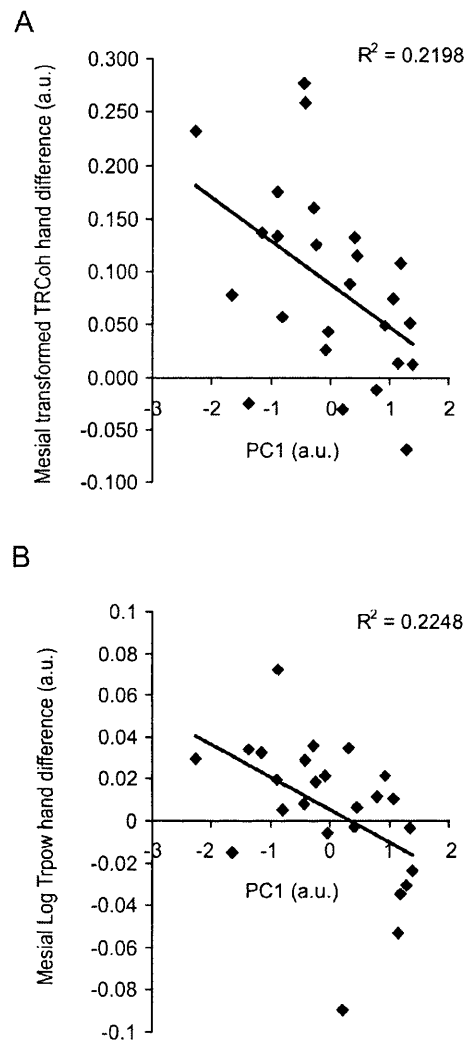 A
R² = 0.2198
Mesial transformed TRCoh hand difference (a.u.)
0.300
0.250
0.200
0.150
0.100
0.050
0.000
-0.050
-0.100
-3 -2 -1 0 1 2
PC1 (a.u.)
B
R² = 0.2248
Mesial Log Trpow hand difference (a.u.)
0.1
0.08
0.06
0.04
0.02
0
-0.02
-0.04
-0.06
-0.08
-0.1
-3 -2 -1 0 1 2
PC1 (a.u.)